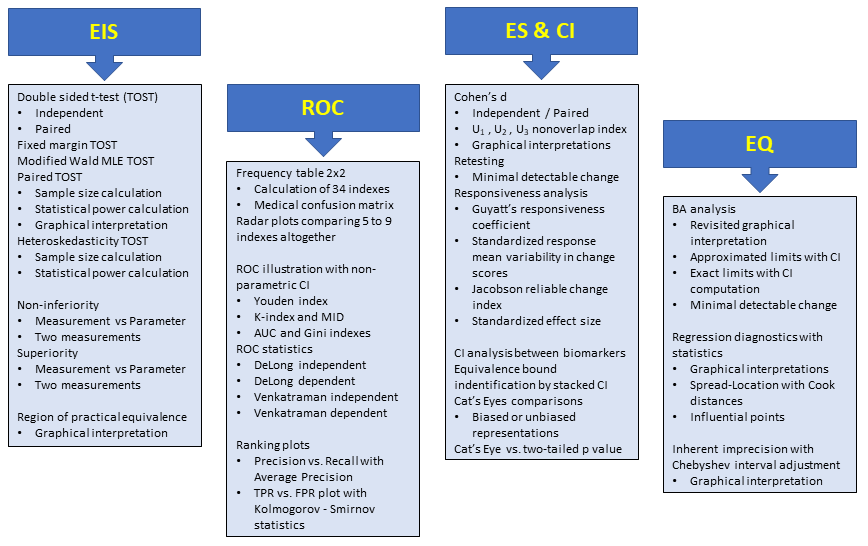 EIS
Double sided t-test (TOST)
• Independent
• Paired
Fixed margin TOST
Modified Wald MLE TOST
Paired TOST
• Sample size calculation
• Statistical power calculation
• Graphical interpretation
Heteroskedasticity TOST
• Sample size calculation
• Statistical power calculation
Non-inferiority
• Measurement vs Parameter
• Two measurements
Superiority
• Measurement vs Parameter
• Two measurements
Region of practical equivalence
• Graphical interpretation
ROC
Frequency table 2x2
• Calculation of 34 indexes
• Medical confusion matrix
Radar plots comparing 5 to 9
indexes altogether
ROC illustration with non-
parametric CI
• Youden index
• K-index and MID
• AUC and Gini indexes
ROC statistics
• DeLong independent
• DeLong dependent
• Venkatraman independent
• Venkatraman dependent
Ranking plots
• Precision vs. Recall with
Average Precision
• TPR vs. FPR plot with
Kolmogorov - Smirnov
statistics
ES & CI
Cohen's d
• Independent / Paired
• U₁ , U₂ , U₃ nonoverlap index
• Graphical interpretations
Retesting
• Minimal detectable change
Responsiveness analysis
• Guyatt's responsiveness
coefficient
• Standardized response
mean variability in change
scores
• Jacobson reliable change
index
• Standardized effect size
CI analysis between biomarkers
Equivalence bound
indentification by stacked CI
Cat's Eyes comparisons
• Biased or unbiased
representations
Cat's Eye vs. two-tailed p value
EQ
BA analysis
• Revisited graphical
interpretation
• Approximated limits with CI
• Exact limits with CI
computation
• Minimal detectable change
Regression diagnostics with
statistics
• Graphical interpretations
• Spread-Location with Cook
distances
• Influential points
Inherent imprecision with
Chebyshev interval adjustment
• Graphical interpretation